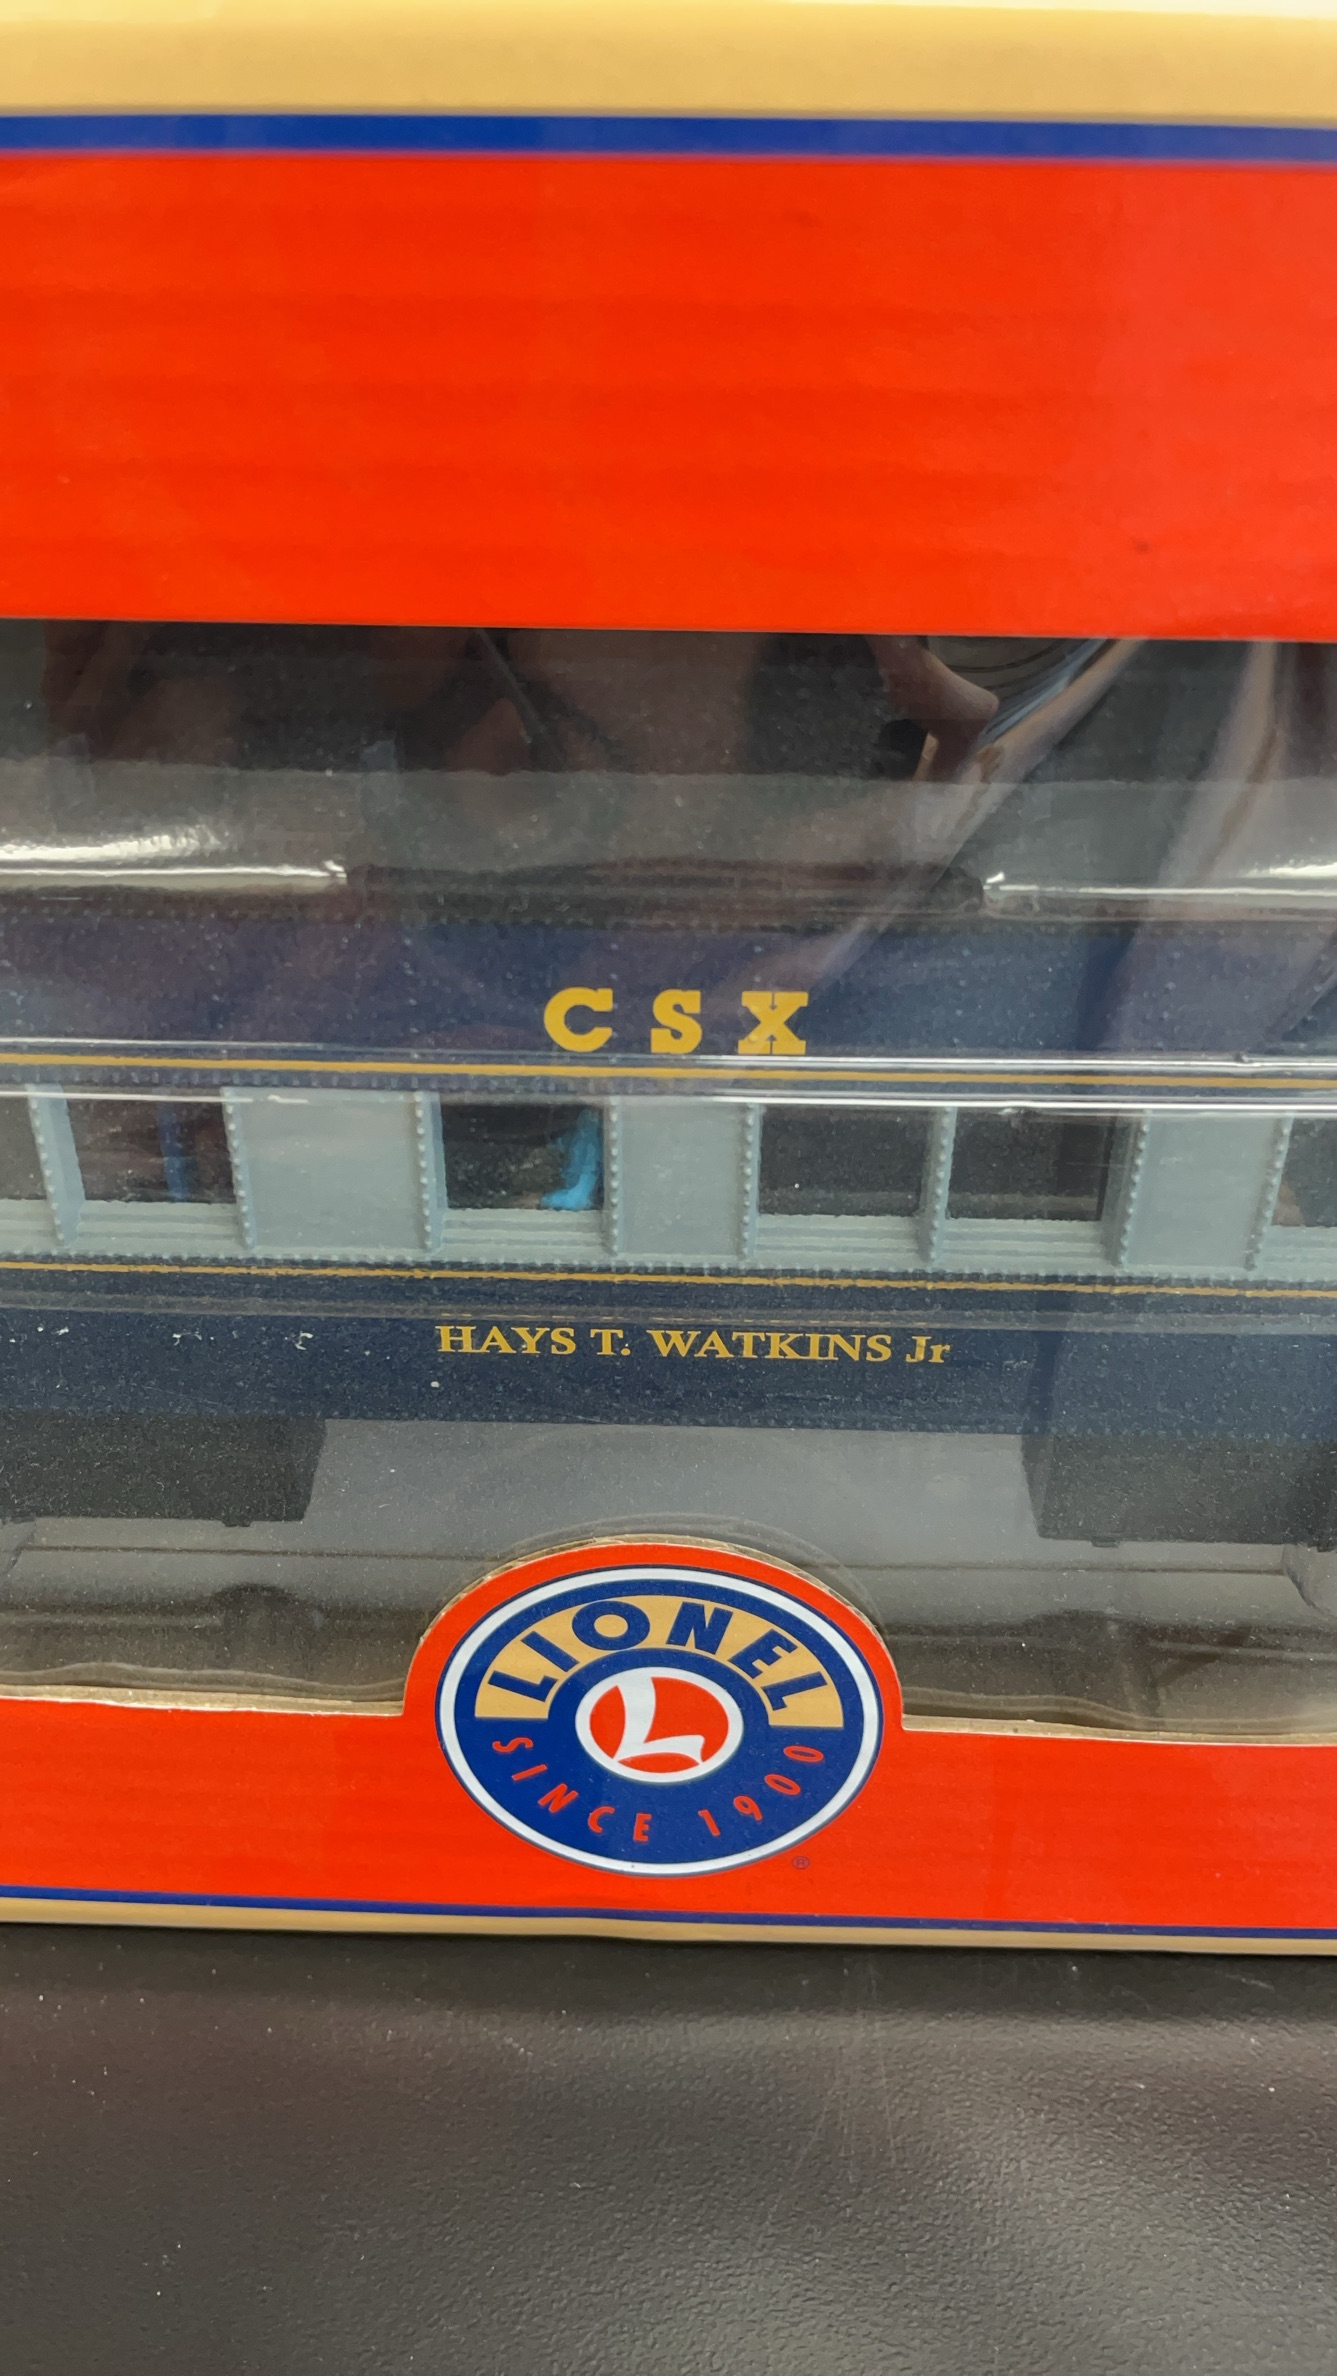 CSX
HAYS T. WATKINS Jr
LIONEL
L
SINCE 1900
®